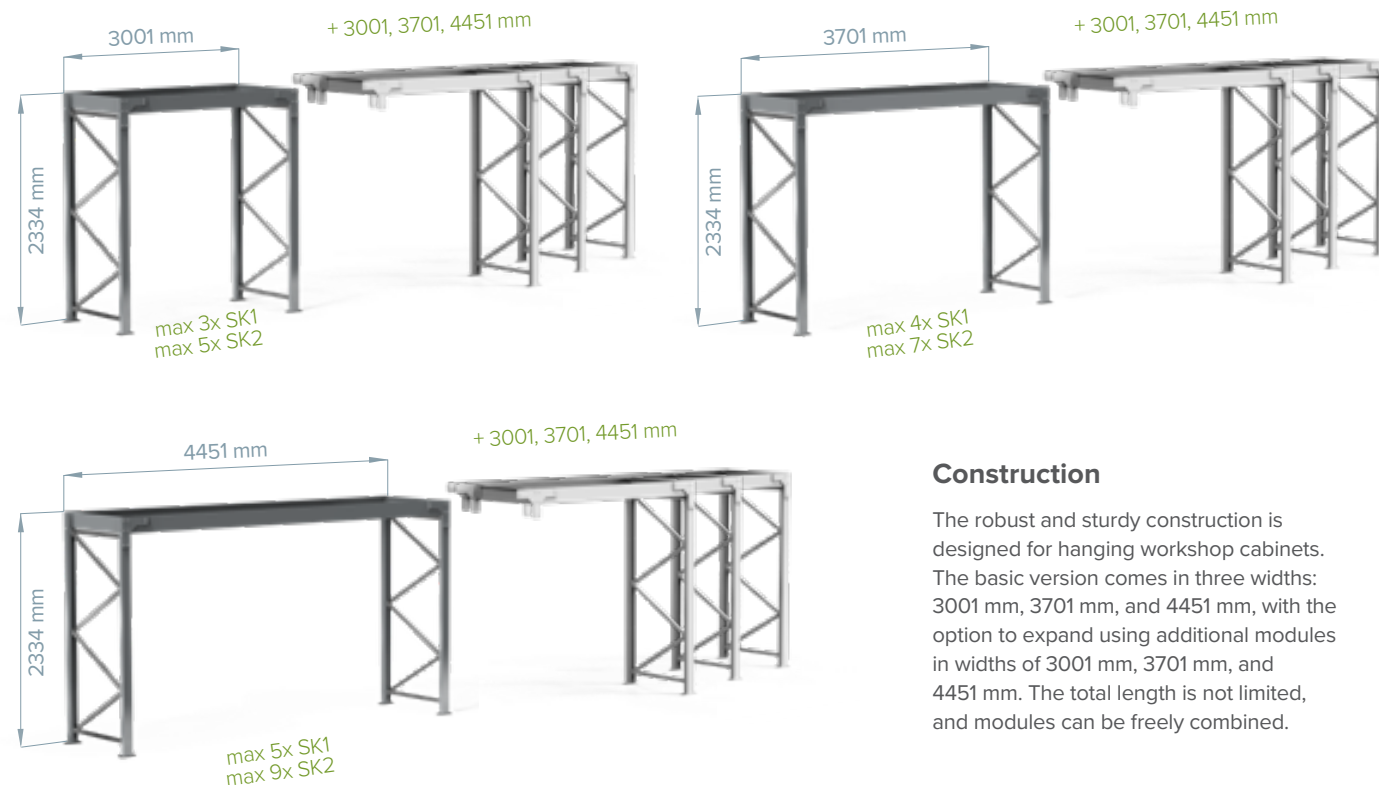 3001 mm
+ 3001, 3701, 4451 mm
2334 mm
max 3x SK1
max 5x SK2
3701 mm
+ 3001, 3701, 4451 mm
2334 mm
max 4x SK1
max 7x SK2
4451 mm
+ 3001, 3701, 4451 mm
2334 mm
max 5x SK1
max 9x SK2
Construction
The robust and sturdy construction is
designed for hanging workshop cabinets.
The basic version comes in three widths:
3001 mm, 3701 mm, and 4451 mm, with the
option to expand using additional modules
in widths of 3001 mm, 3701 mm, and
4451 mm. The total length is not limited,
and modules can be freely combined.